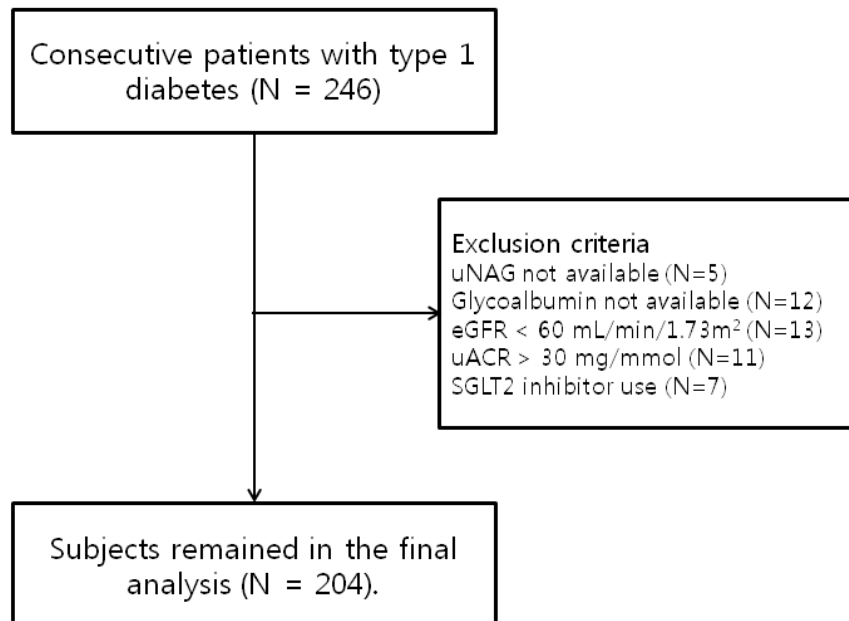 Consecutive patients with type 1
diabetes (N = 246)
Exclusion criteria
uNAG not available (N=5)
Glycoalbumin not available (N=12)
eGFR < 60 mL/min/1.73m² (N=13)
uACR > 30 mg/mmol (N=11)
SGLT2 inhibitor use (N=7)
Subjects remained in the final
analysis (N = 204).